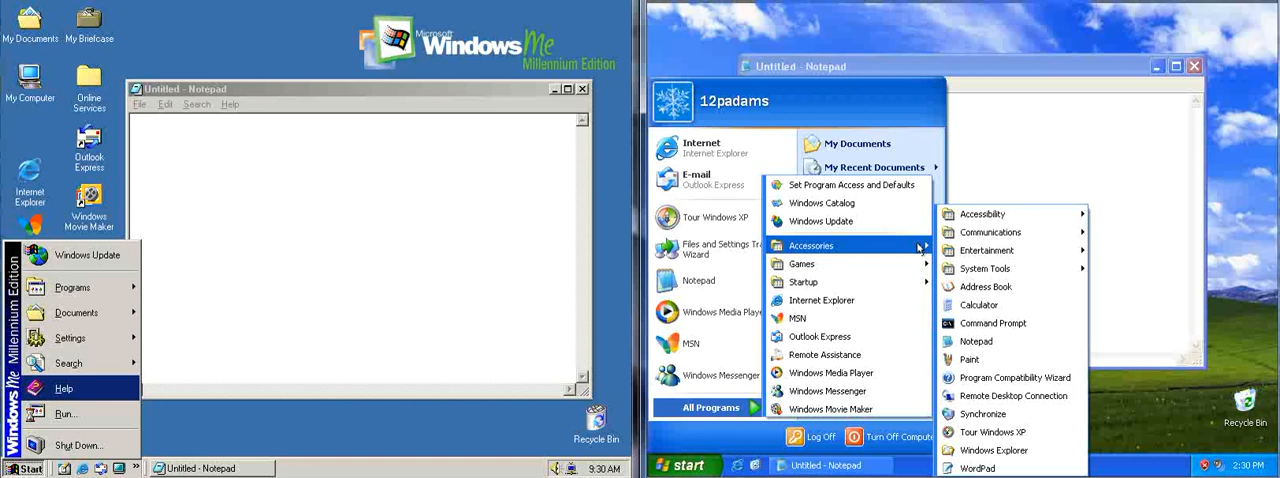 My Documents
My Briefcase
Microsoft
Windows Me
Millennium Edition
My Computer
Online
Services
Untitled - Notepad
File Edit Search Help
Outlook
Express
Internet
Explorer
Windows
Movie Maker
Windows Me Millennium Edition
Windows Update
Programs
Documents
Settings
Search
Help
Run...
Shut Down...
Recycle Bin
Start
Untitled - Notepad
9:30 AM
Untitled - Notepad
12padams
Internet
Internet Explorer
E-mail
Outlook Express
Tour Windows XP
Files and Settings Tra
Wizard
Notepad
Windows Media Playe
MSN
Windows Messenger
All Programs
My Documents
My Recent Documents
Set Program Access and Defaults
Windows Catalog
Windows Update
Accessories
Games
Startup
Internet Explorer
MSN
Outlook Express
Remote Assistance
Windows Media Player
Windows Messenger
Windows Movie Maker
Accessibility
Communications
Entertainment
System Tools
Address Book
Calculator
Command Prompt
Notepad
Paint
Program Compatibility Wizard
Remote Desktop Connection
Synchronize
Tour Windows XP
Windows Explorer
WordPad
Log Off
Turn Off Compute
Recycle Bin
start
Untitled - Notepad
2:30 PM